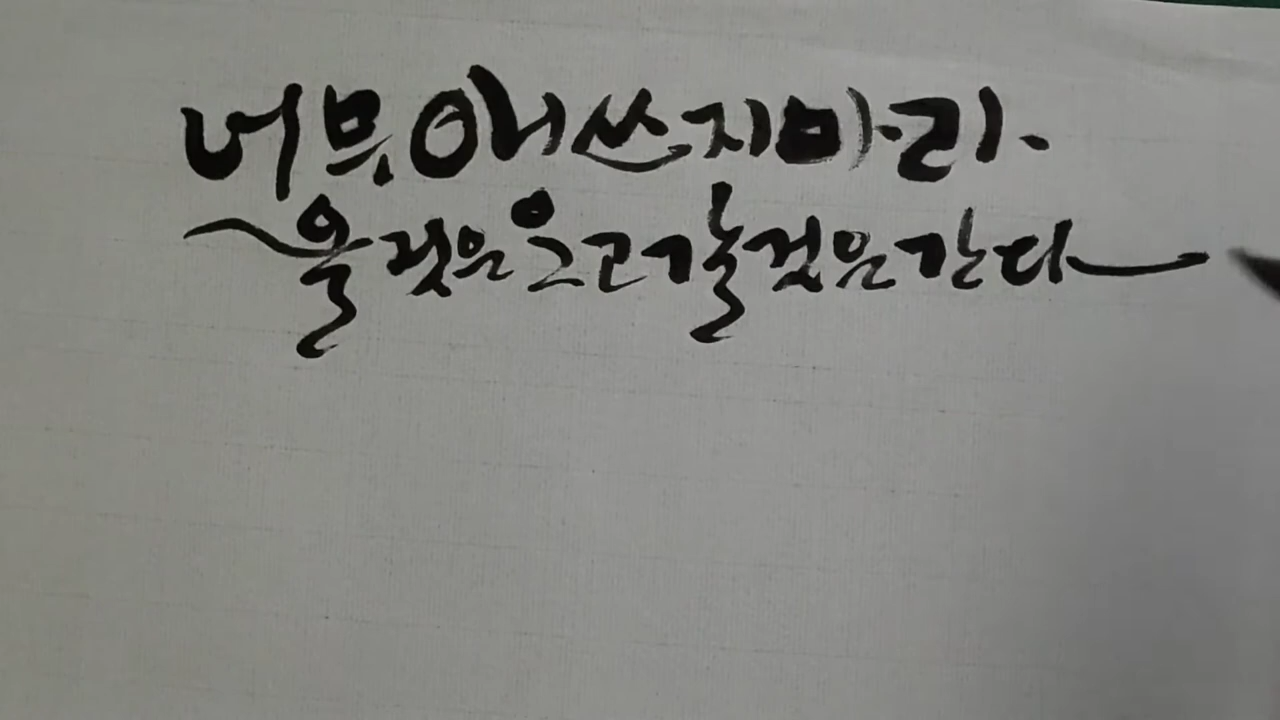 너무 애쓰지 마라.
올 것은 오고 갈 것은 간다